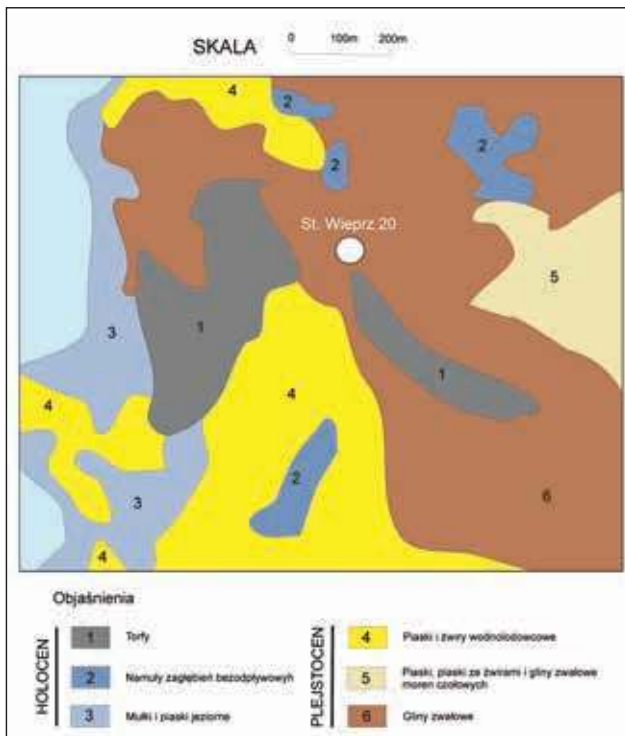 SKALA 0 100m 200m
4
2
2
2
St. Wieprz 20
5
3
1
4
1
4
2
3
6
4
Objaśnienia
HOLOCEN
1 Torfy
2 Namuły zagłębień bezodpływowyh
3 Mułki i piaski jeziorne
PLEJSTOCEN
4 Piaski i żwiry wodnolodowcowe
5 Piaski, piaski ze żwirami i gliny zwałowe
moren czołowych
6 Gliny zwałowe